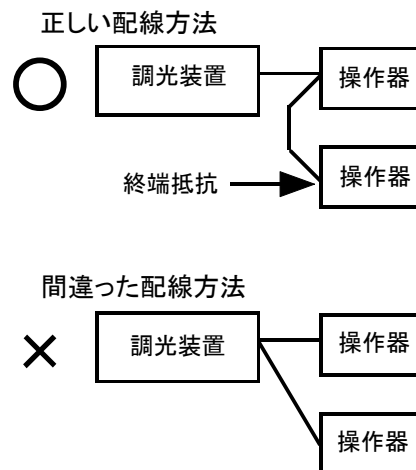 正しい配線方法
○
調光装置
操作器
操作器
終端抵抗
間違った配線方法
×
調光装置
操作器
操作器